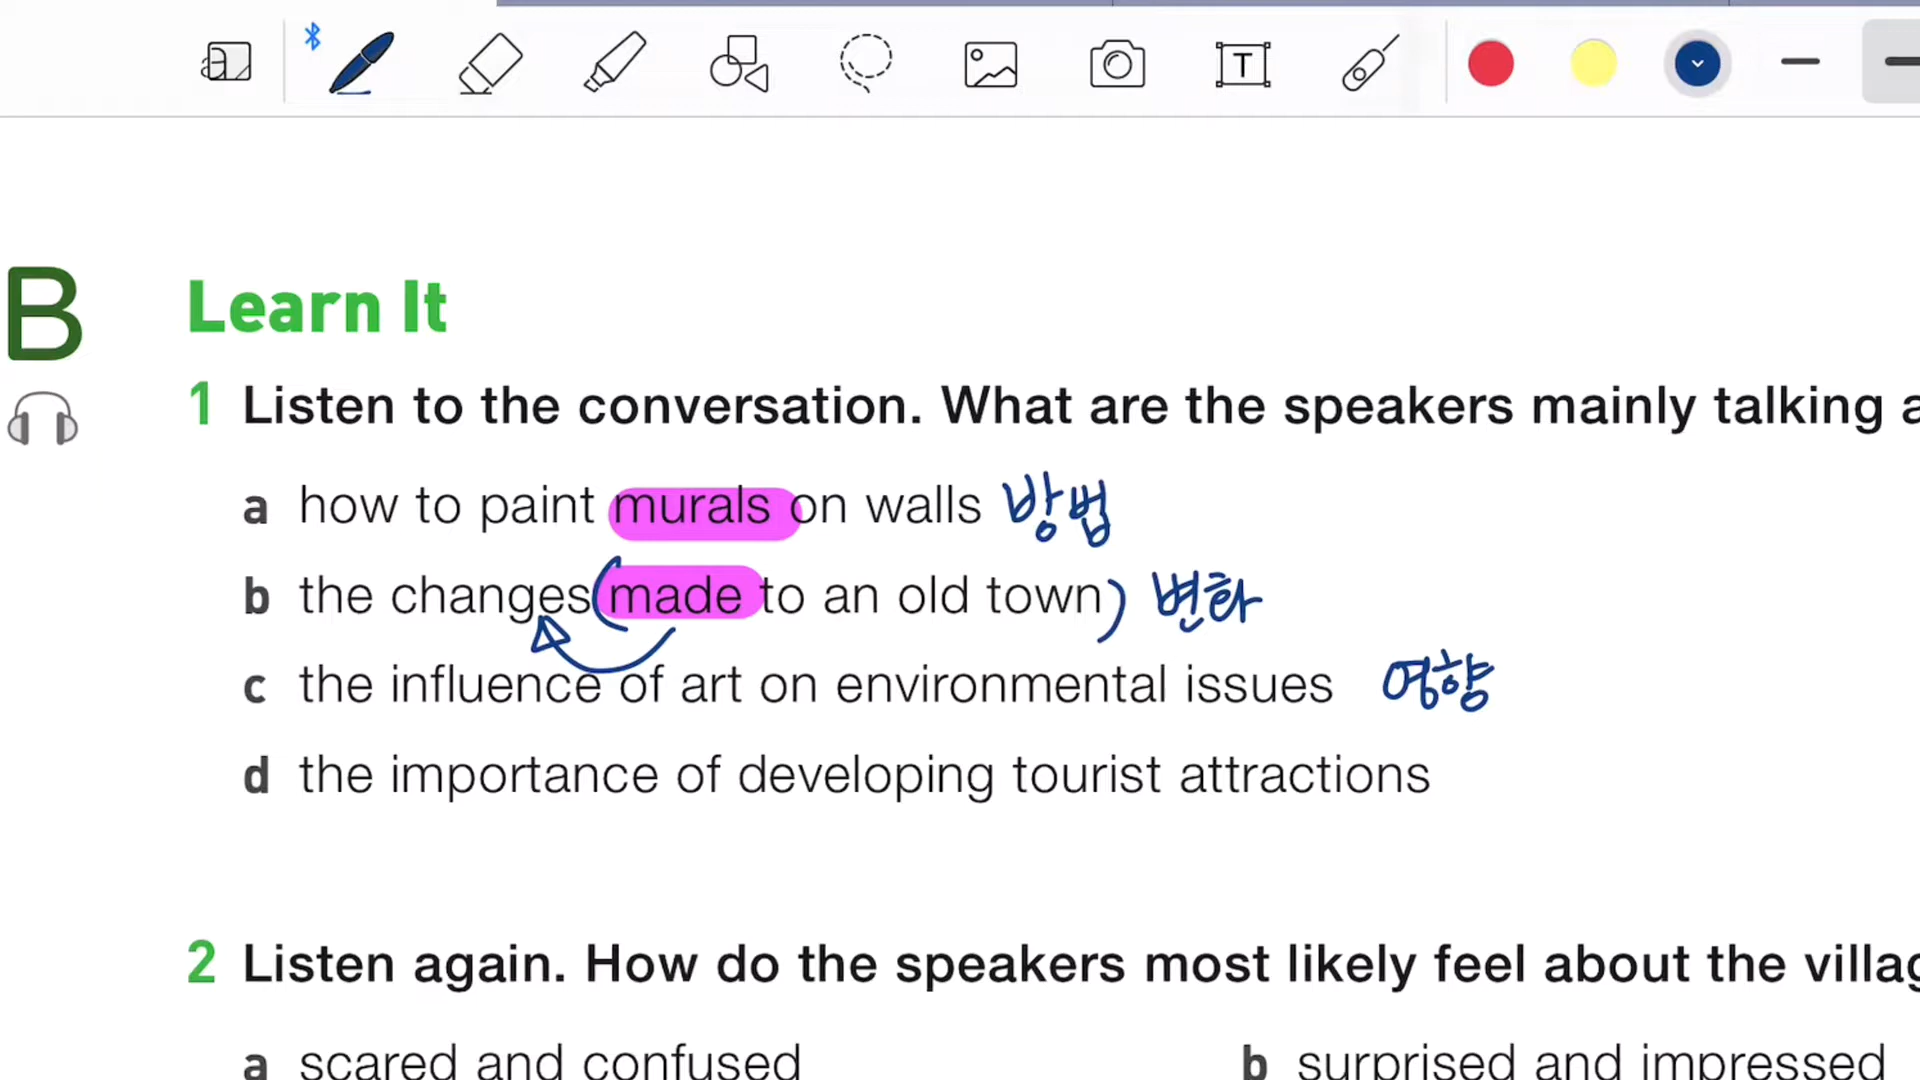 B Learn It
1 Listen to the conversation. What are the speakers mainly talking
a how to paint murals on walls 방법
b the changes (made to an old town) 변화
c the influence of art on environmental issues 영향
d the importance of developing tourist attractions
2 Listen again. How do the speakers most likely feel about the villag
a scared and confused b surprised and impressed